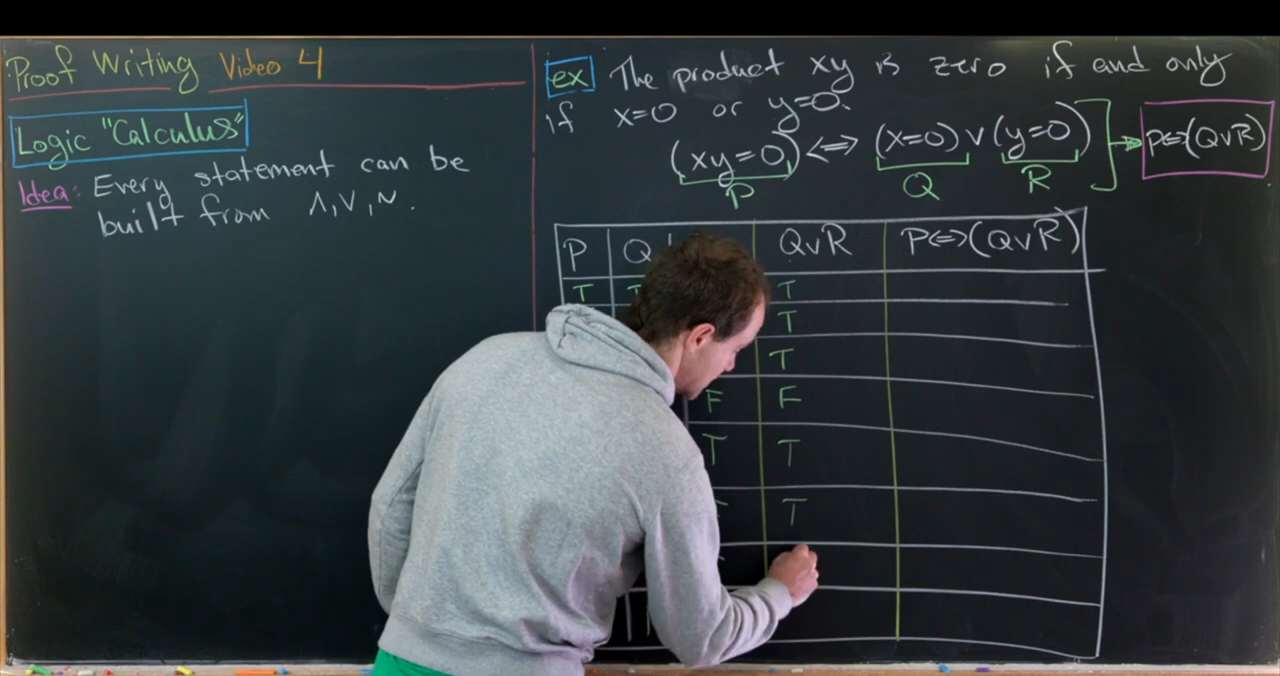 Proof Writing Video 4
Logic "Calculus"
Idea: Every statement can be
built from ∧, ∨, ~.
ex The product xy is zero if and only
if x=0 or y=0.
(xy=0) ⇔ (x=0) ∨ (y=0) → P⇔(Q∨R)
P Q R
P Q Q∨R P⇔(Q∨R)
T T T
T
T
F F
T T
T